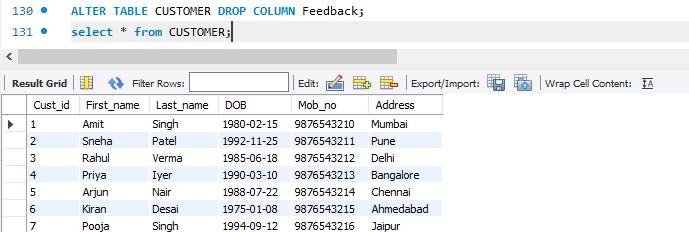 130 ALTER TABLE CUSTOMER DROP COLUMN Feedback;
131 select * from CUSTOMER;
Result Grid Filter Rows: Edit: Export/Import: Wrap Cell Content:
Cust_id First_name Last_name DOB Mob_no Address
1 Amit Singh 1980-02-15 9876543210 Mumbai
2 Sneha Patel 1992-11-25 9876543211 Pune
3 Rahul Verma 1985-06-18 9876543212 Delhi
4 Priya Iyer 1990-03-10 9876543213 Bangalore
5 Arjun Nair 1988-07-22 9876543214 Chennai
6 Kiran Desai 1975-01-08 9876543215 Ahmedabad
7 Pooja Singh 1994-09-12 9876543216 Jaipur